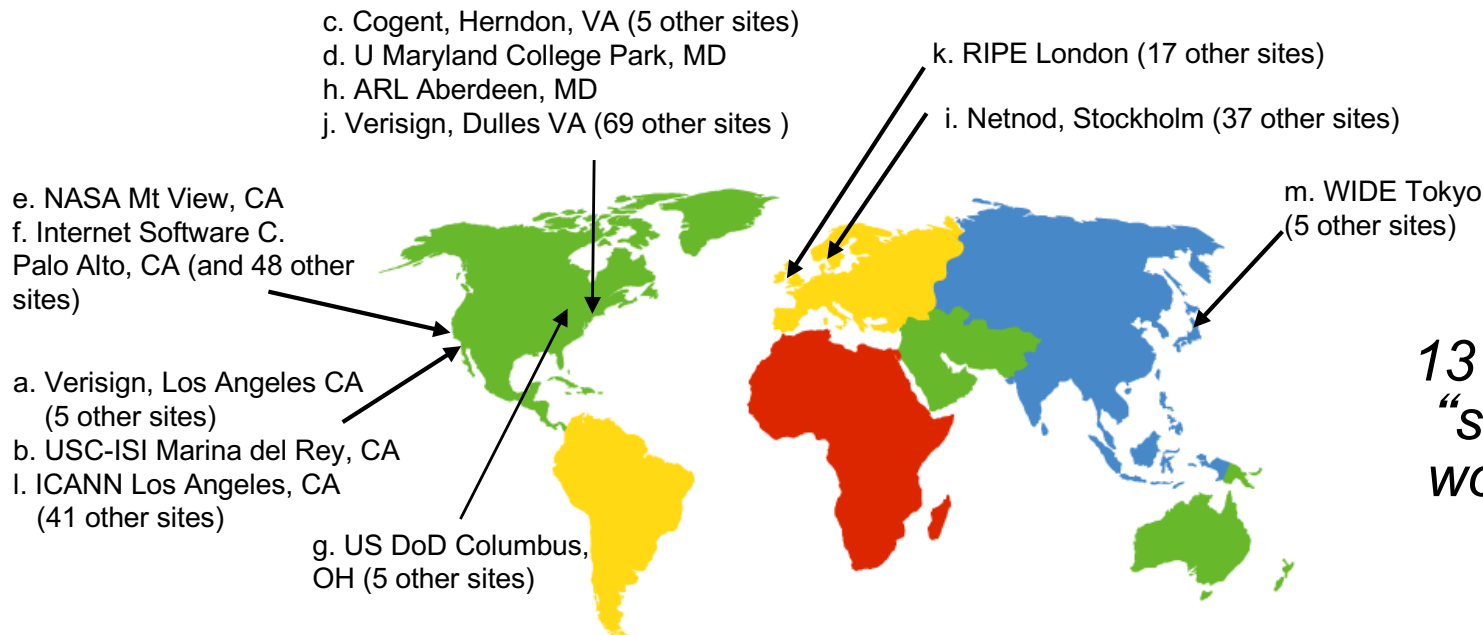 c. Cogent, Herndon, VA (5 other sites)
d. U Maryland College Park, MD
h. ARL Aberdeen, MD
j. Verisign, Dulles VA (69 other sites )
k. RIPE London (17 other sites)
i. Netnod, Stockholm (37 other sites)
m. WIDE Tokyo
(5 other sites)
e. NASA Mt View, CA
f. Internet Software C.
Palo Alto, CA (and 48 other
sites)
a. Verisign, Los Angeles CA
(5 other sites)
b. USC-ISI Marina del Rey, CA
l. ICANN Los Angeles, CA
(41 other sites)
g. US DoD Columbus,
OH (5 other sites)
13